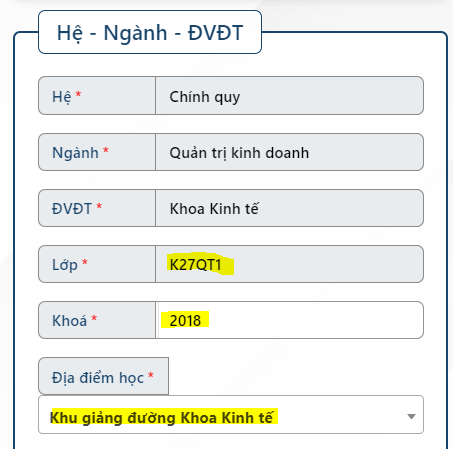 Hệ - Ngành - ĐVĐT
Hệ * Chính quy
Ngành * Quản trị kinh doanh
ĐVĐT * Khoa Kinh tế
Lớp * K27QT1
Khoá * 2018
Địa điểm học *
Khu giảng đường Khoa Kinh tế